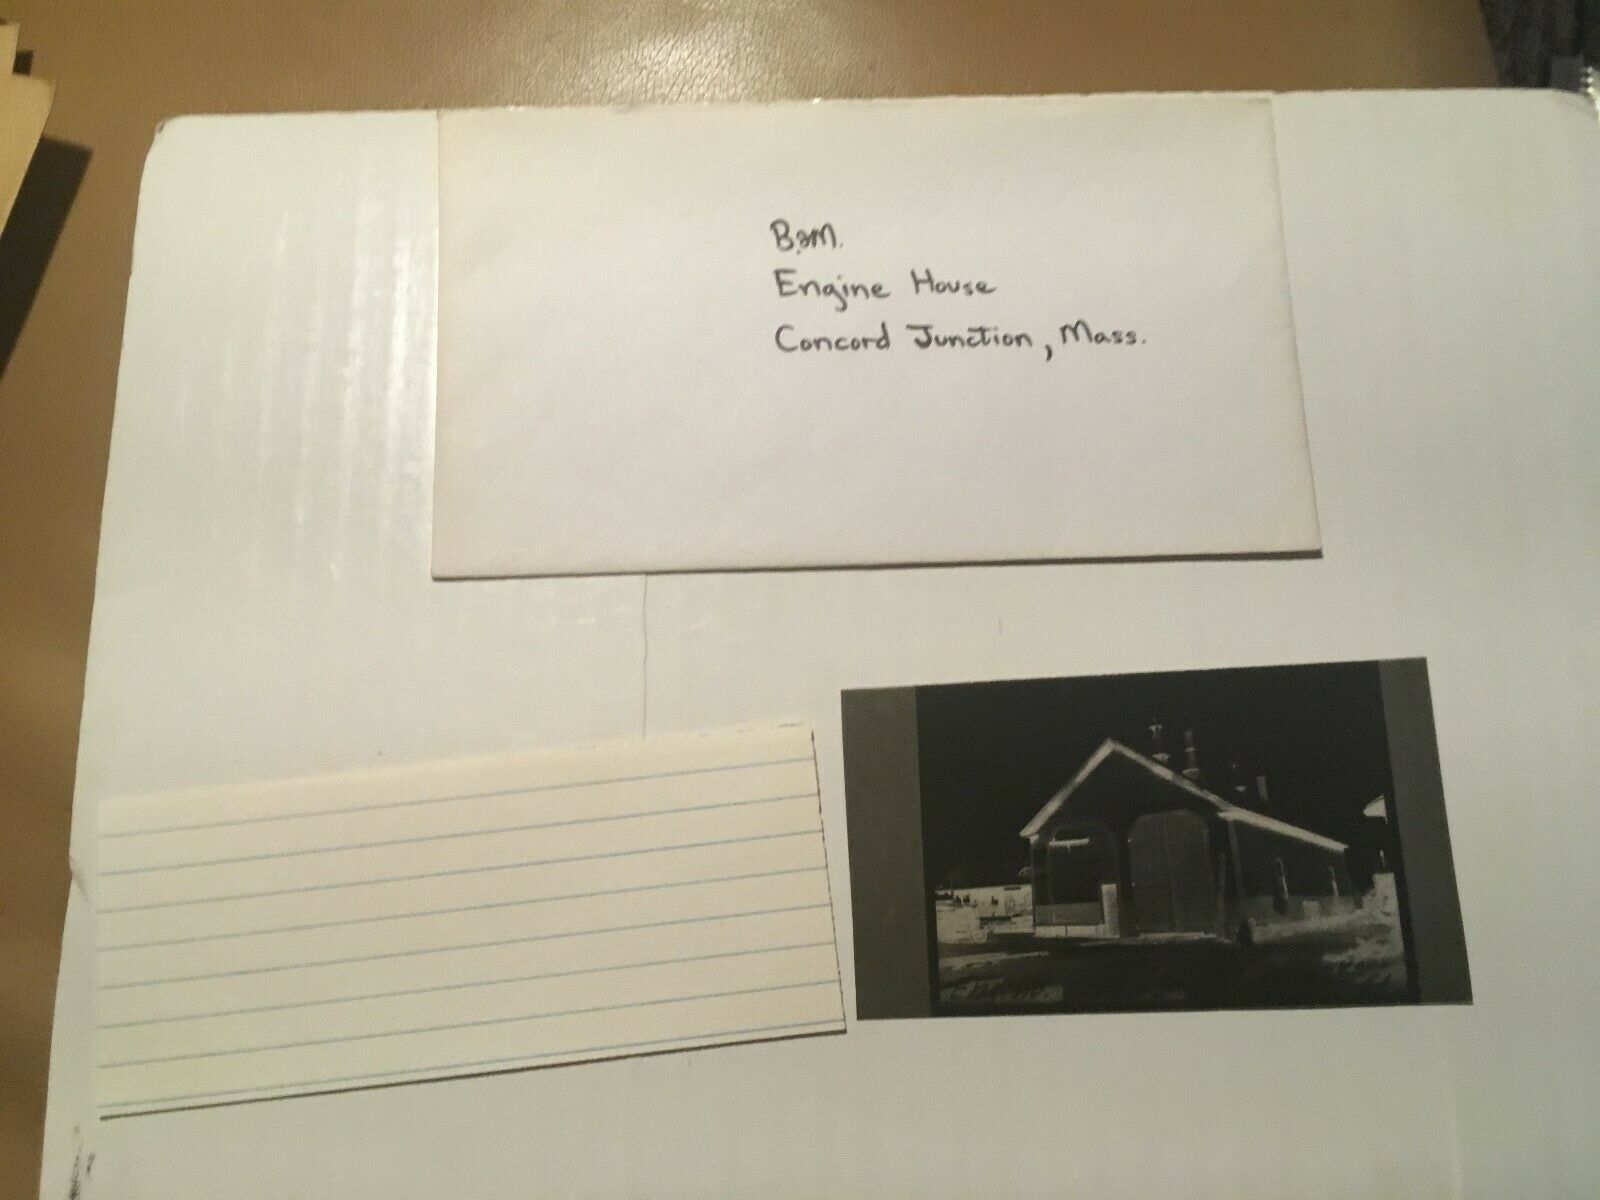 B&M.
Engine House
Concord Junction, Mass.